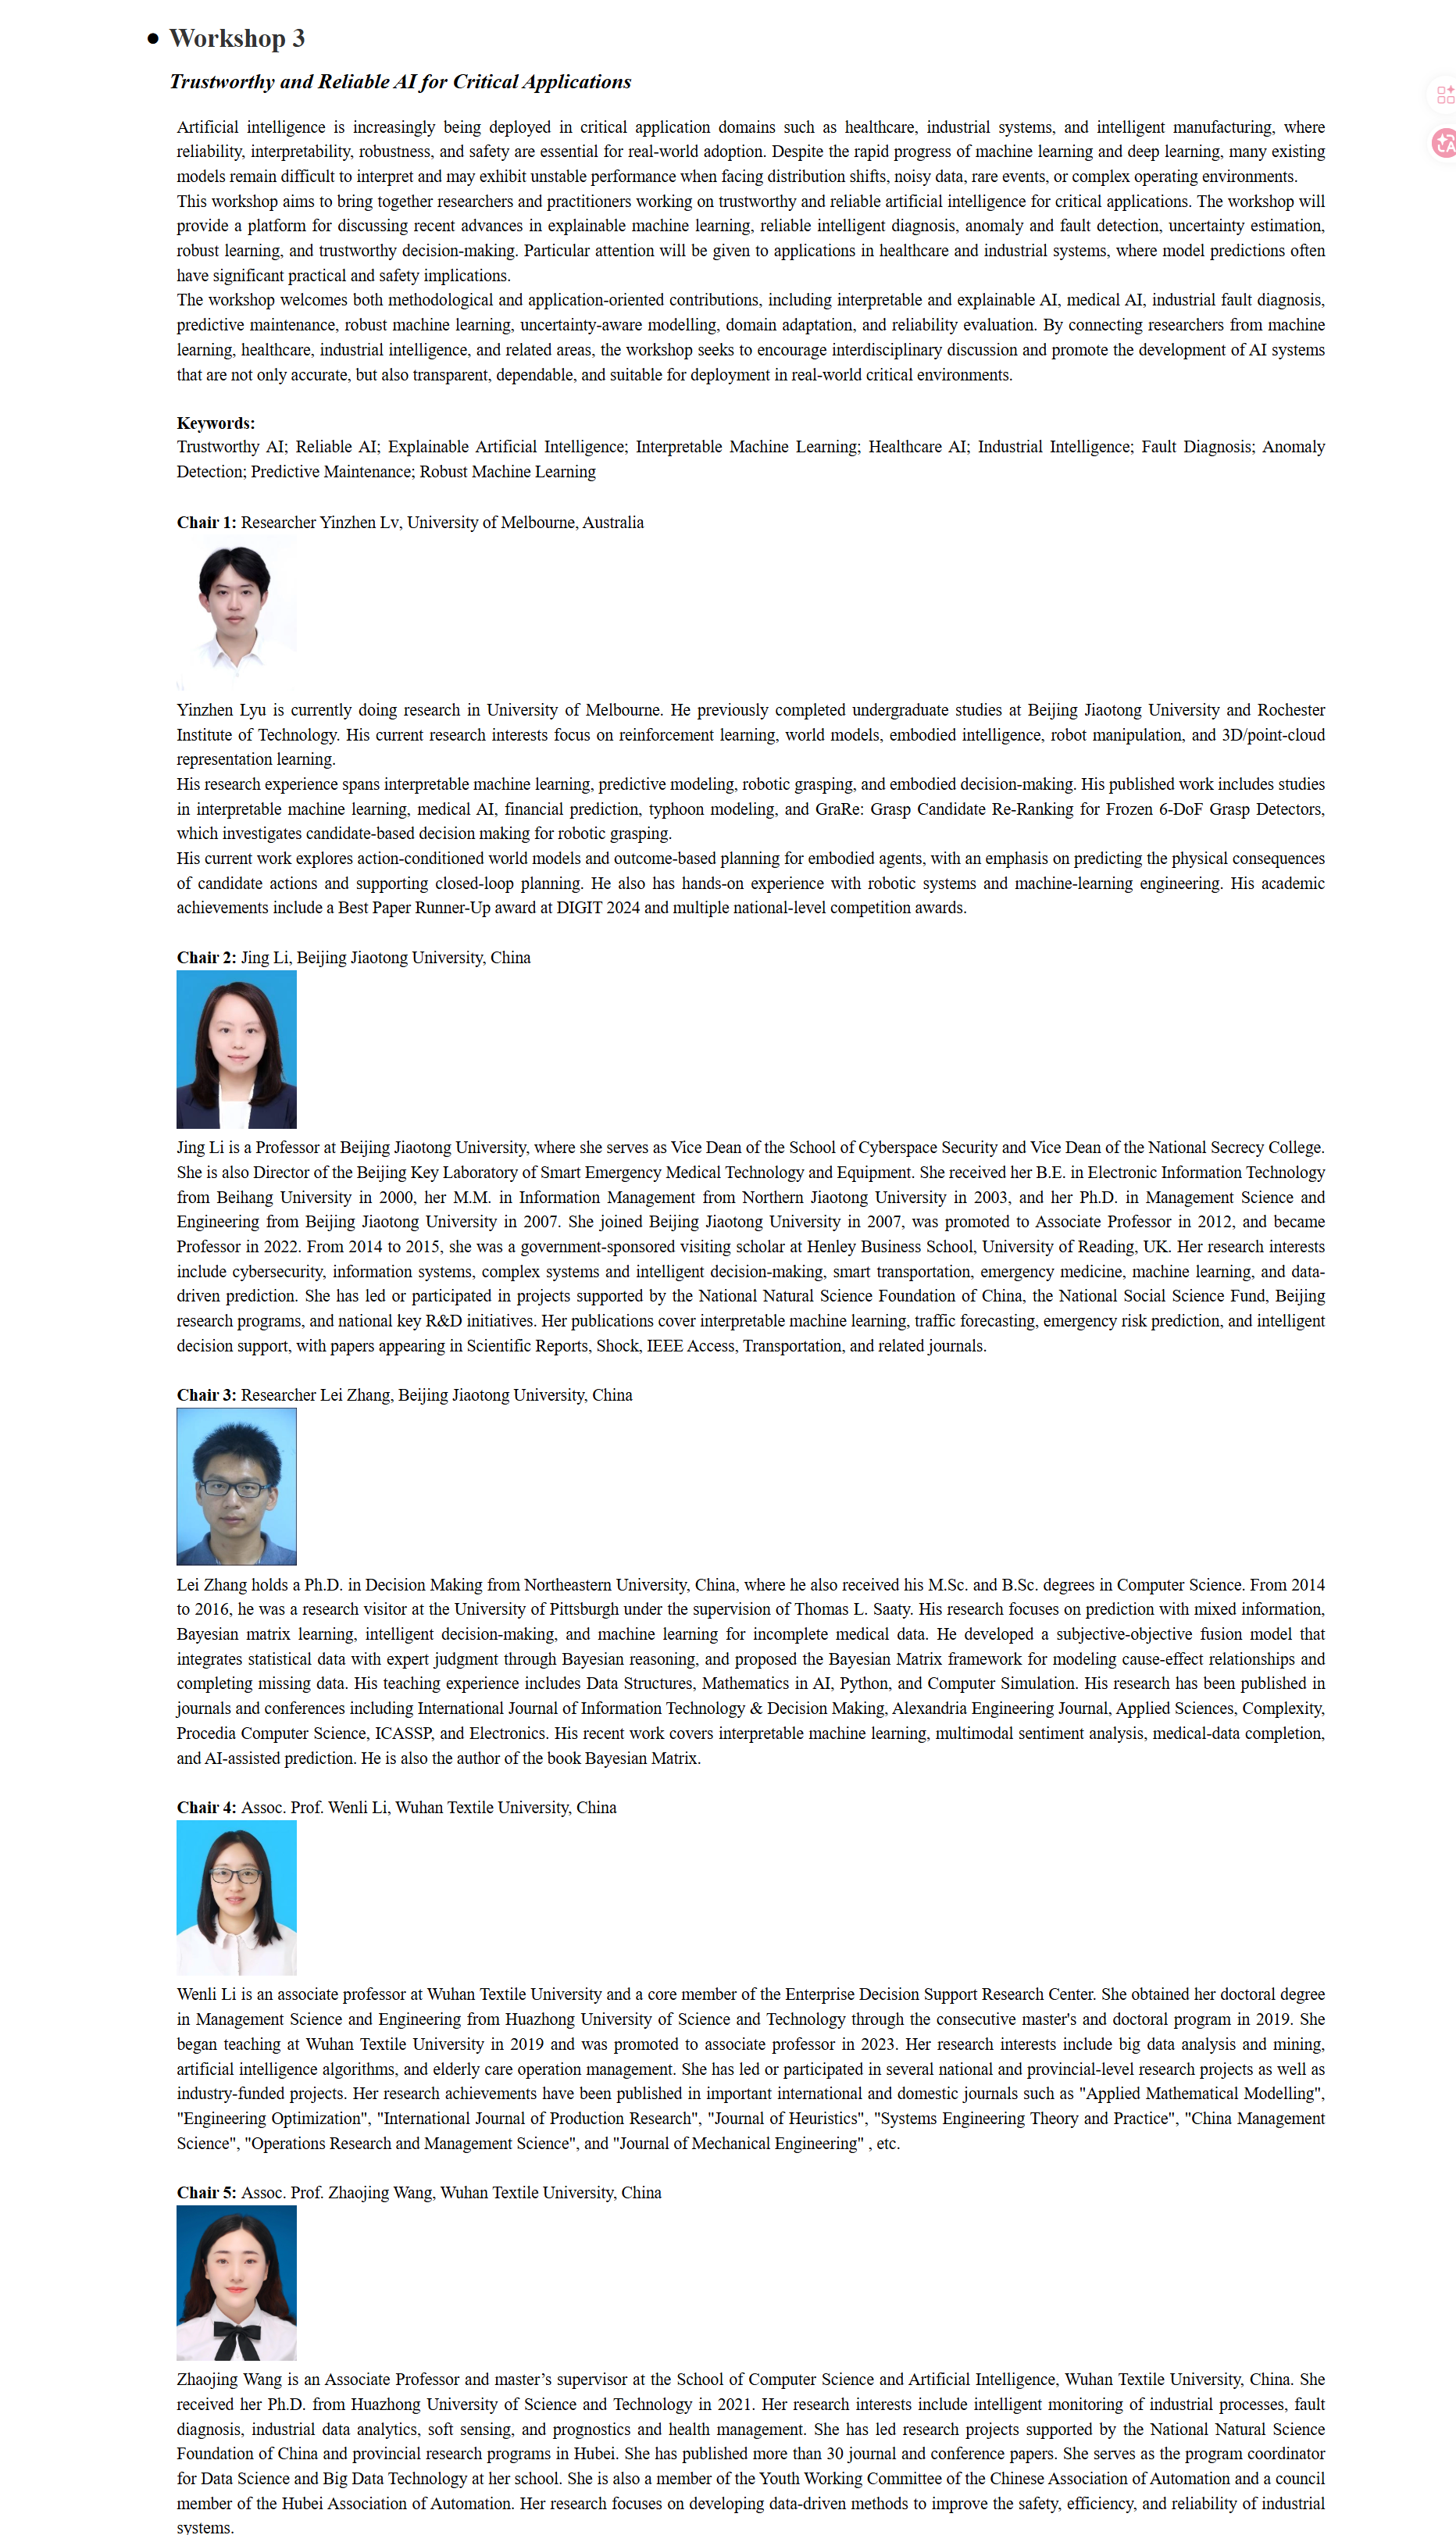 Workshop 3
Trustworthy and Reliable AI for Critical Applications
Artificial intelligence is increasingly being deployed in critical application domains such as healthcare, industrial systems, and intelligent manufacturing, where
reliability, interpretability, robustness, and safety are essential for real-world adoption. Despite the rapid progress of machine learning and deep learning, many existing
models remain difficult to interpret and may exhibit unstable performance when facing distribution shifts, noisy data, rare events, or complex operating environments.
This workshop aims to bring together researchers and practitioners working on trustworthy and reliable artificial intelligence for critical applications. The workshop will
provide a platform for discussing recent advances in explainable machine learning, reliable intelligent diagnosis, anomaly and fault detection, uncertainty estimation,
robust learning, and trustworthy decision-making. Particular attention will be given to applications in healthcare and industrial systems, where model predictions often
have significant practical and safety implications.
The workshop welcomes both methodological and application-oriented contributions, including interpretable and explainable AI, medical AI, industrial fault diagnosis,
predictive maintenance, robust machine learning, uncertainty-aware modelling, domain adaptation, and reliability evaluation. By connecting researchers from machine
learning, healthcare, industrial intelligence, and related areas, the workshop seeks to encourage interdisciplinary discussion and promote the development of AI systems
that are not only accurate, but also transparent, dependable, and suitable for deployment in real-world critical environments.
Keywords:
Trustworthy AI; Reliable AI; Explainable Artificial Intelligence; Interpretable Machine Learning; Healthcare AI; Industrial Intelligence; Fault Diagnosis; Anomaly
Detection; Predictive Maintenance; Robust Machine Learning
Chair 1: Researcher Yinzhen Lv, University of Melbourne, Australia
Yinzhen Lyu is currently doing research in University of Melbourne. He previously completed undergraduate studies at Beijing Jiaotong University and Rochester
Institute of Technology. His current research interests focus on reinforcement learning, world models, embodied intelligence, robot manipulation, and 3D/point-cloud
representation learning.
His research experience spans interpretable machine learning, predictive modeling, robotic grasping, and embodied decision-making. His published work includes studies
in interpretable machine learning, medical AI, financial prediction, typhoon modeling, and GraRe: Grasp Candidate Re-Ranking for Frozen 6-DoF Grasp Detectors,
which investigates candidate-based decision making for robotic grasping.
His current work explores action-conditioned world models and outcome-based planning for embodied agents, with an emphasis on predicting the physical consequences
of candidate actions and supporting closed-loop planning. He also has hands-on experience with robotic systems and machine-learning engineering. His academic
achievements include a Best Paper Runner-Up award at DIGIT 2024 and multiple national-level competition awards.
Chair 2: Jing Li, Beijing Jiaotong University, China
Jing Li is a Professor at Beijing Jiaotong University, where she serves as Vice Dean of the School of Cyberspace Security and Vice Dean of the National Secrecy College.
She is also Director of the Beijing Key Laboratory of Smart Emergency Medical Technology and Equipment. She received her B.E. in Electronic Information Technology
from Beihang University in 2000, her M.M. in Information Management from Northern Jiaotong University in 2003, and her Ph.D. in Management Science and
Engineering from Beijing Jiaotong University in 2007. She joined Beijing Jiaotong University in 2007, was promoted to Associate Professor in 2012, and became
Professor in 2022. From 2014 to 2015, she was a government-sponsored visiting scholar at Henley Business School, University of Reading, UK. Her research interests
include cybersecurity, information systems, complex systems and intelligent decision-making, smart transportation, emergency medicine, machine learning, and data-
driven prediction. She has led or participated in projects supported by the National Natural Science Foundation of China, the National Social Science Fund, Beijing
research programs, and national key R&D initiatives. Her publications cover interpretable machine learning, traffic forecasting, emergency risk prediction, and intelligent
decision support, with papers appearing in Scientific Reports, Shock, IEEE Access, Transportation, and related journals.
Chair 3: Researcher Lei Zhang, Beijing Jiaotong University, China
Lei Zhang holds a Ph.D. in Decision Making from Northeastern University, China, where he also received his M.Sc. and B.Sc. degrees in Computer Science. From 2014
to 2016, he was a research visitor at the University of Pittsburgh under the supervision of Thomas L. Saaty. His research focuses on prediction with mixed information,
Bayesian matrix learning, intelligent decision-making, and machine learning for incomplete medical data. He developed a subjective-objective fusion model that
integrates statistical data with expert judgment through Bayesian reasoning, and proposed the Bayesian Matrix framework for modeling cause-effect relationships and
completing missing data. His teaching experience includes Data Structures, Mathematics in AI, Python, and Computer Simulation. His research has been published in
journals and conferences including International Journal of Information Technology & Decision Making, Alexandria Engineering Journal, Applied Sciences, Complexity,
Procedia Computer Science, ICASSP, and Electronics. His recent work covers interpretable machine learning, multimodal sentiment analysis, medical-data completion,
and AI-assisted prediction. He is also the author of the book Bayesian Matrix.
Chair 4: Assoc. Prof. Wenli Li, Wuhan Textile University, China
Wenli Li is an associate professor at Wuhan Textile University and a core member of the Enterprise Decision Support Research Center. She obtained her doctoral degree
in Management Science and Engineering from Huazhong University of Science and Technology through the consecutive master's and doctoral program in 2019. She
began teaching at Wuhan Textile University in 2019 and was promoted to associate professor in 2023. Her research interests include big data analysis and mining,
artificial intelligence algorithms, and elderly care operation management. She has led or participated in several national and provincial-level research projects as well as
industry-funded projects. Her research achievements have been published in important international and domestic journals such as "Applied Mathematical Modelling",
"Engineering Optimization", "International Journal of Production Research", "Journal of Heuristics", "Systems Engineering Theory and Practice", "China Management
Science", "Operations Research and Management Science", and "Journal of Mechanical Engineering" , etc.
Chair 5: Assoc. Prof. Zhaojing Wang, Wuhan Textile University, China
Zhaojing Wang is an Associate Professor and master’s supervisor at the School of Computer Science and Artificial Intelligence, Wuhan Textile University, China. She
received her Ph.D. from Huazhong University of Science and Technology in 2021. Her research interests include intelligent monitoring of industrial processes, fault
diagnosis, industrial data analytics, soft sensing, and prognostics and health management. She has led research projects supported by the National Natural Science
Foundation of China and provincial research programs in Hubei. She has published more than 30 journal and conference papers. She serves as the program coordinator
for Data Science and Big Data Technology at her school. She is also a member of the Youth Working Committee of the Chinese Association of Automation and a council
member of the Hubei Association of Automation. Her research focuses on developing data-driven methods to improve the safety, efficiency, and reliability of industrial
systems.